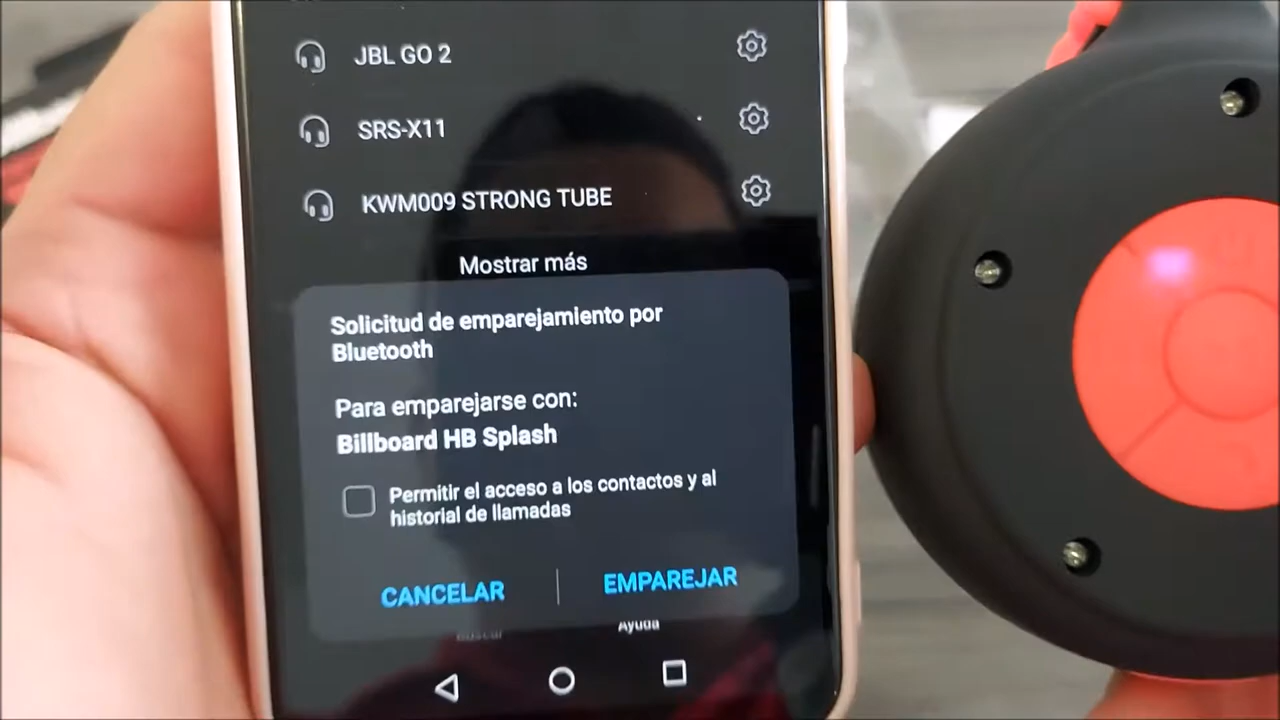 JBL GO 2
SRS-X11
KWM009 STRONG TUBE
Mostrar más
Solicitud de emparejamiento por
Bluetooth
Para emparejarse con:
Billboard HB Splash
Permitir el acceso a los contactos y al
historial de llamadas
CANCELAR
EMPAREJAR
Buscar
Ayuda